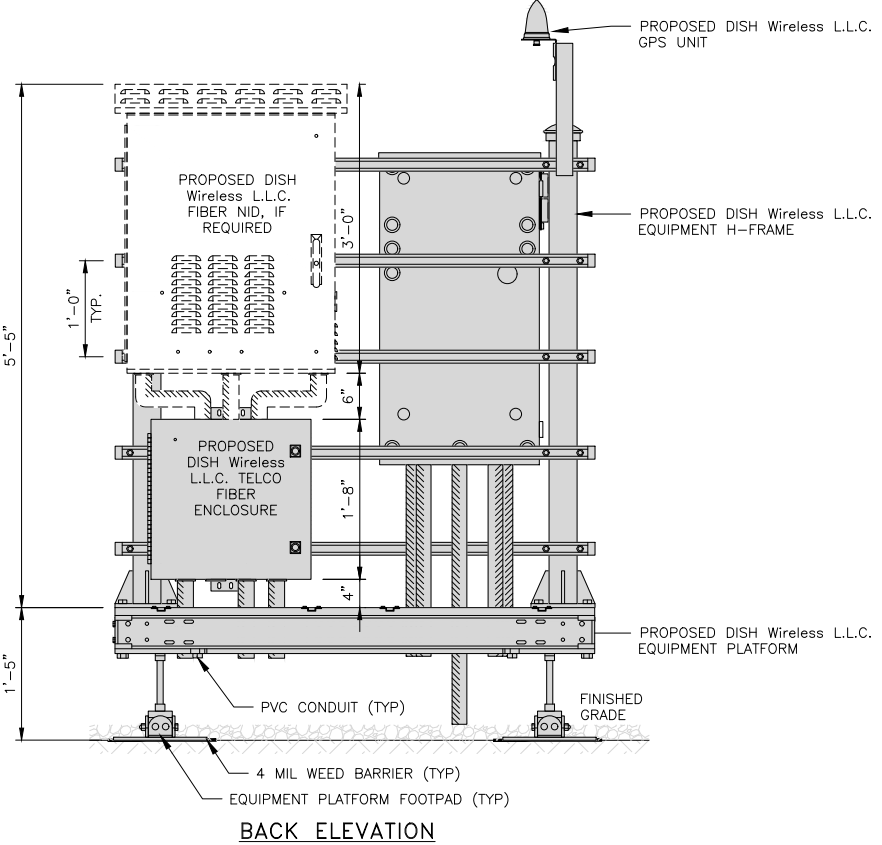 PROPOSED DISH Wireless L.L.C.
GPS UNIT
PROPOSED DISH
Wireless L.L.C.
FIBER NID, IF
REQUIRED
3'-0"
PROPOSED DISH Wireless L.L.C.
EQUIPMENT H-FRAME
1'-0"
TYP.
5'-5"
6"
PROPOSED
DISH Wireless
L.L.C. TELCO
FIBER
ENCLOSURE
1'-8"
4"
PROPOSED DISH Wireless L.L.C.
EQUIPMENT PLATFORM
1'-5"
PVC CONDUIT (TYP)
FINISHED
GRADE
4 MIL WEED BARRIER (TYP)
EQUIPMENT PLATFORM FOOTPAD (TYP)
BACK ELEVATION